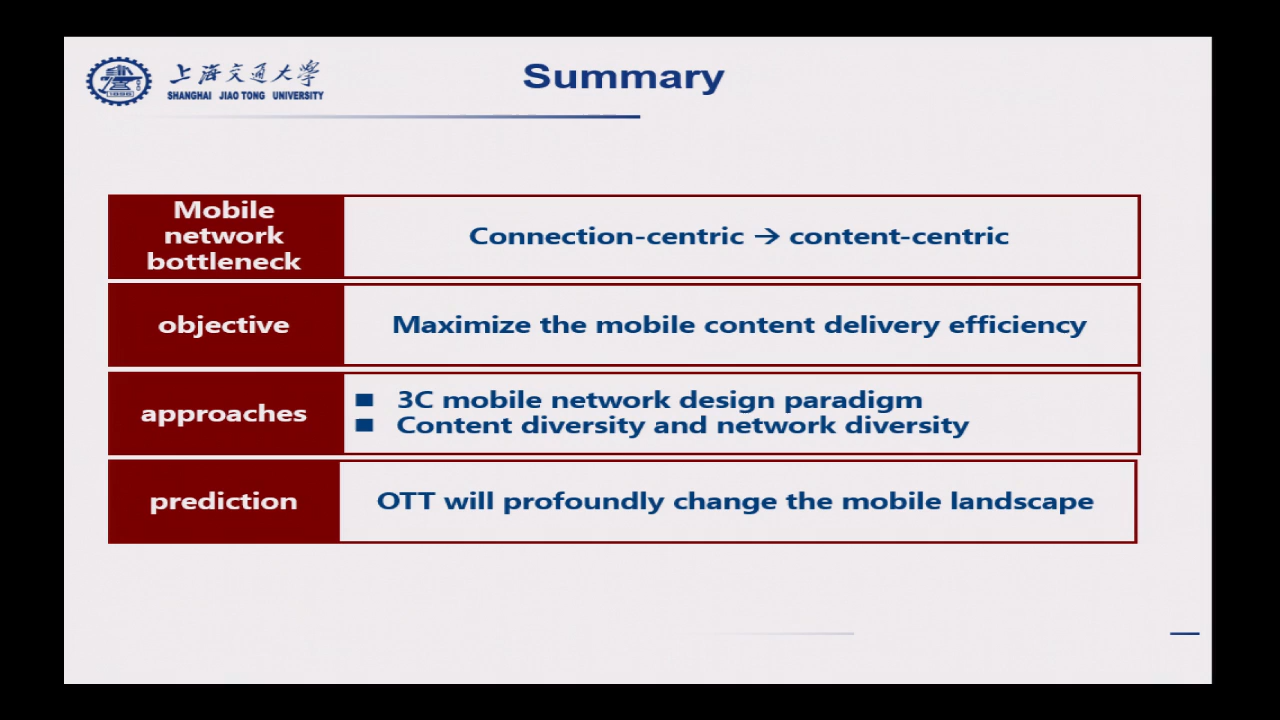 上海交通大學
SHANGHAI JIAO TONG UNIVERSITY
Summary
Mobile
network
bottleneck
Connection-centric → content-centric
objective
Maximize the mobile content delivery efficiency
approaches
■ 3C mobile network design paradigm
■ Content diversity and network diversity
prediction
OTT will profoundly change the mobile landscape